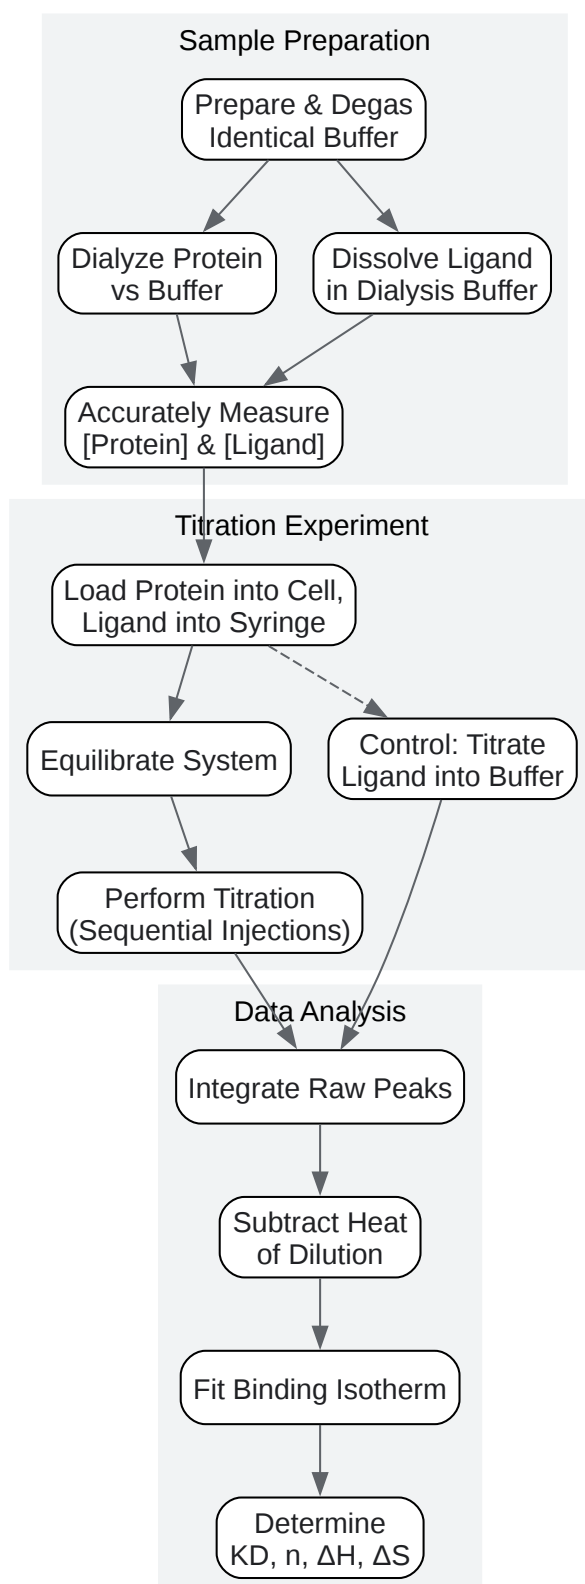 Sample Preparation
Prepare & Degas
Identical Buffer
Dialyze Protein
vs Buffer
Dissolve Ligand
in Dialysis Buffer
Accurately Measure
[Protein] & [Ligand]
Titration Experiment
Load Protein into Cell,
Ligand into Syringe
Equilibrate System
Control: Titrate
Ligand into Buffer
Perform Titration
(Sequential Injections)
Data Analysis
Integrate Raw Peaks
Subtract Heat
of Dilution
Fit Binding Isotherm
Determine
KD, n, ΔH, ΔS